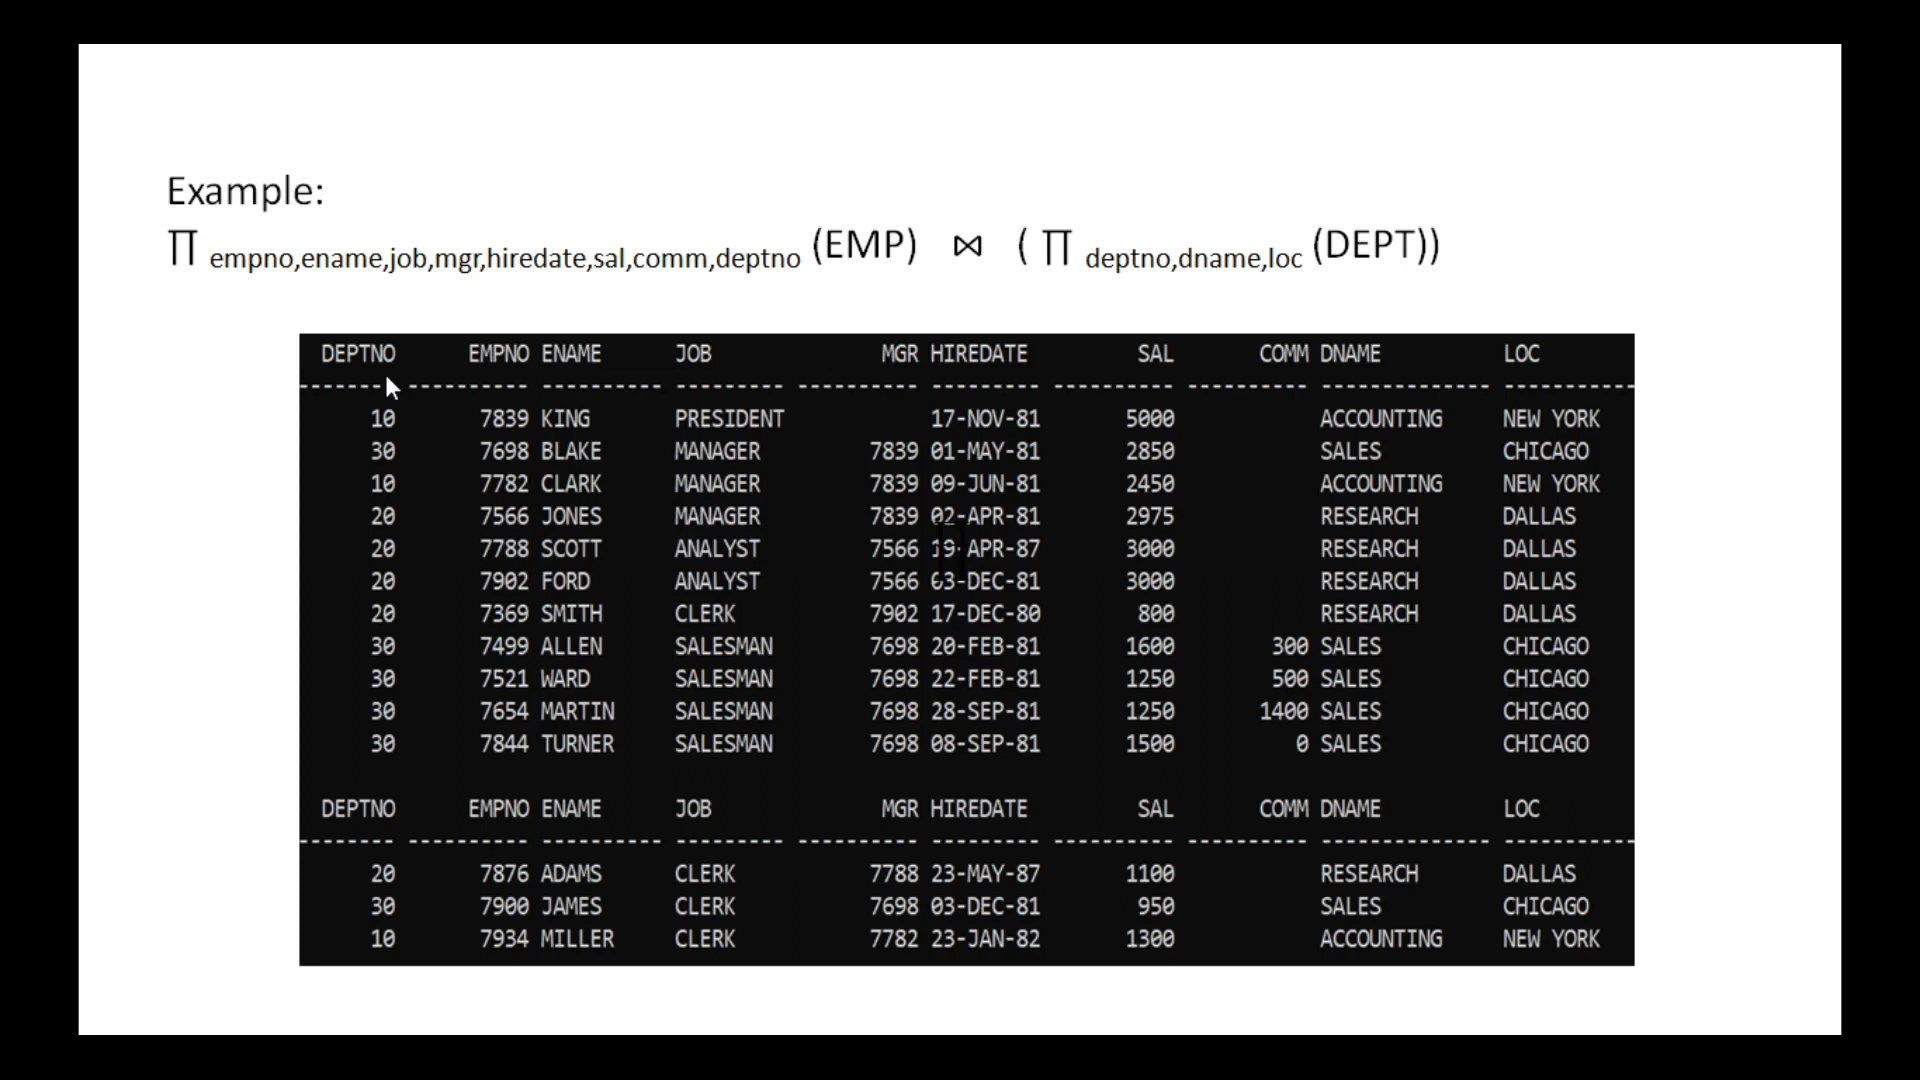 Example:
∏ empno,ename,job,mgr,hiredate,sal,comm,deptno (EMP) ⋈ ( ∏ deptno,dname,loc (DEPT))
DEPTNO EMPNO ENAME JOB MGR HIREDATE SAL COMM DNAME LOC
-------- ---------- ---------- --------- ---------- --------- ---------- ---------- -------------- -----------
10 7839 KING PRESIDENT 17-NOV-81 5000 ACCOUNTING NEW YORK
30 7698 BLAKE MANAGER 7839 01-MAY-81 2850 SALES CHICAGO
10 7782 CLARK MANAGER 7839 09-JUN-81 2450 ACCOUNTING NEW YORK
20 7566 JONES MANAGER 7839 02-APR-81 2975 RESEARCH DALLAS
20 7788 SCOTT ANALYST 7566 19-APR-87 3000 RESEARCH DALLAS
20 7902 FORD ANALYST 7566 03-DEC-81 3000 RESEARCH DALLAS
20 7369 SMITH CLERK 7902 17-DEC-80 800 RESEARCH DALLAS
30 7499 ALLEN SALESMAN 7698 20-FEB-81 1600 300 SALES CHICAGO
30 7521 WARD SALESMAN 7698 22-FEB-81 1250 500 SALES CHICAGO
30 7654 MARTIN SALESMAN 7698 28-SEP-81 1250 1400 SALES CHICAGO
30 7844 TURNER SALESMAN 7698 08-SEP-81 1500 0 SALES CHICAGO
DEPTNO EMPNO ENAME JOB MGR HIREDATE SAL COMM DNAME LOC
-------- ---------- ---------- --------- ---------- --------- ---------- ---------- -------------- -----------
20 7876 ADAMS CLERK 7788 23-MAY-87 1100 RESEARCH DALLAS
30 7900 JAMES CLERK 7698 03-DEC-81 950 SALES CHICAGO
10 7934 MILLER CLERK 7782 23-JAN-82 1300 ACCOUNTING NEW YORK